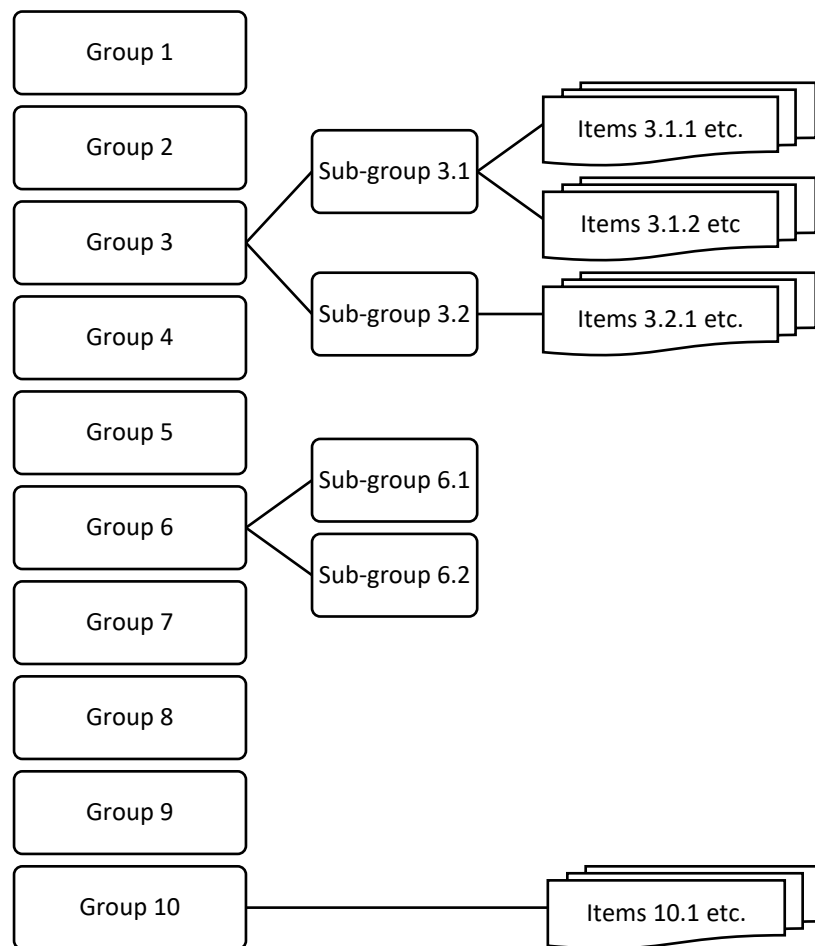 Group 1
Group 2
Sub-group 3.1
Items 3.1.1 etc.
Group 3
Items 3.1.2 etc
Sub-group 3.2
Items 3.2.1 etc.
Group 4
Group 5
Sub-group 6.1
Group 6
Sub-group 6.2
Group 7
Group 8
Group 9
Group 10
Items 10.1 etc.